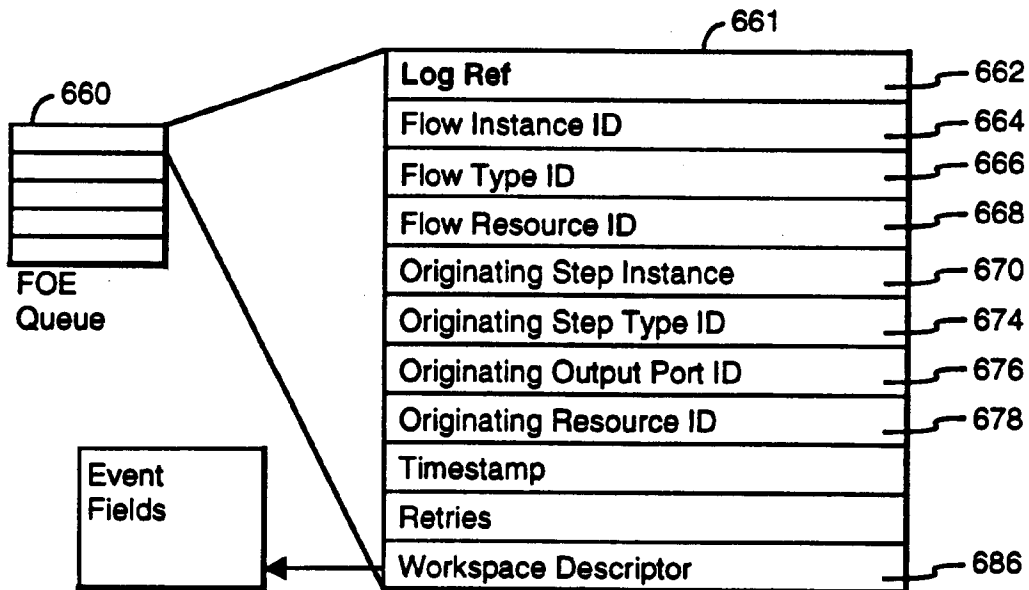 661
Log Ref 662
660
Flow Instance ID 664
Flow Type ID 666
Flow Resource ID 668
FOE
Queue
Originating Step Instance 670
Originating Step Type ID 674
Originating Output Port ID 676
Originating Resource ID 678
Event
Fields
Timestamp
Retries
Workspace Descriptor 686